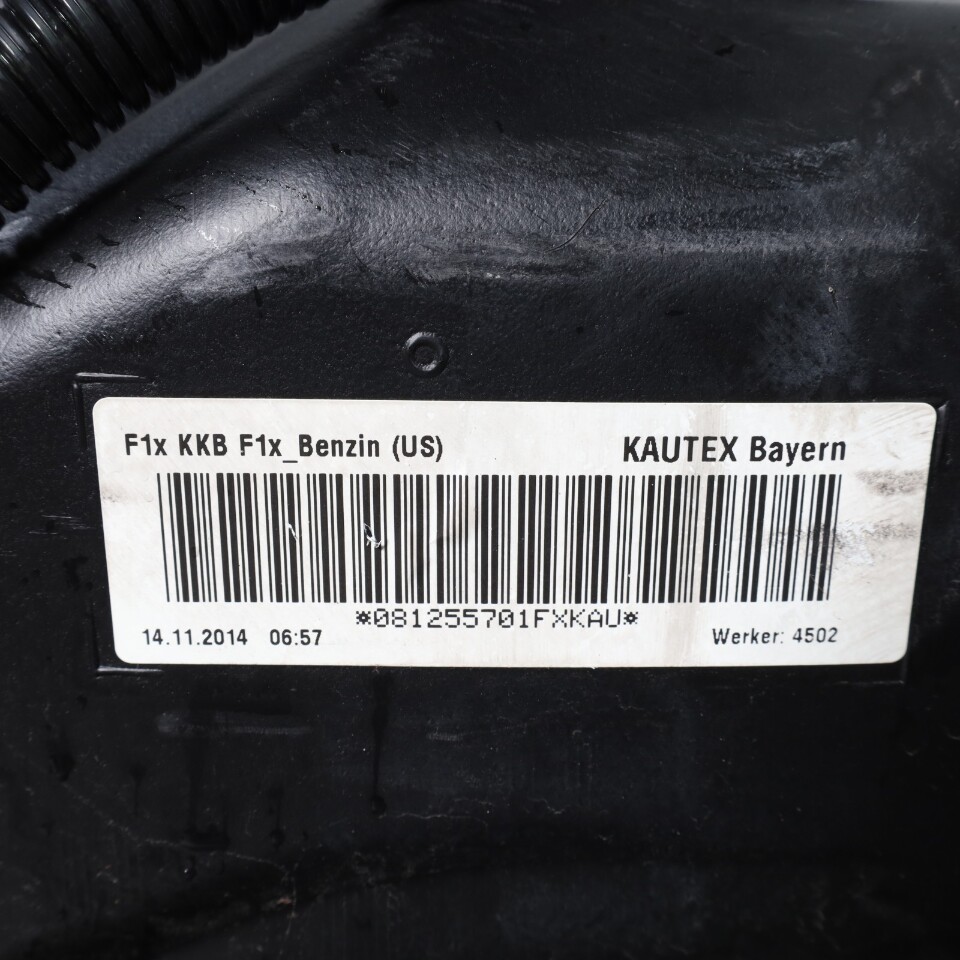 F1x KKB F1x_Benzin (US) KAUTEX Bayern
*081255701FXKAU*
14.11.2014 06:57 Werker: 4502